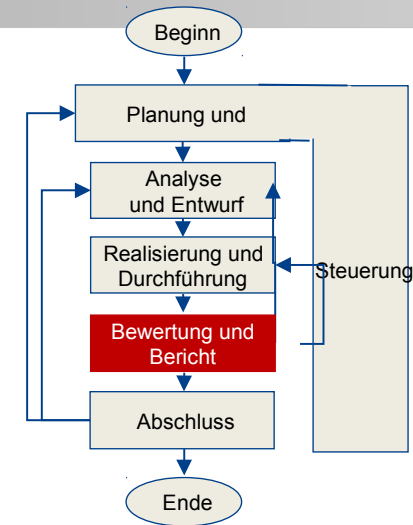 Beginn
Planung und
Analyse
und Entwurf
Realisierung und
Durchführung
Steuerung
Bewertung und
Bericht
Abschluss
Ende